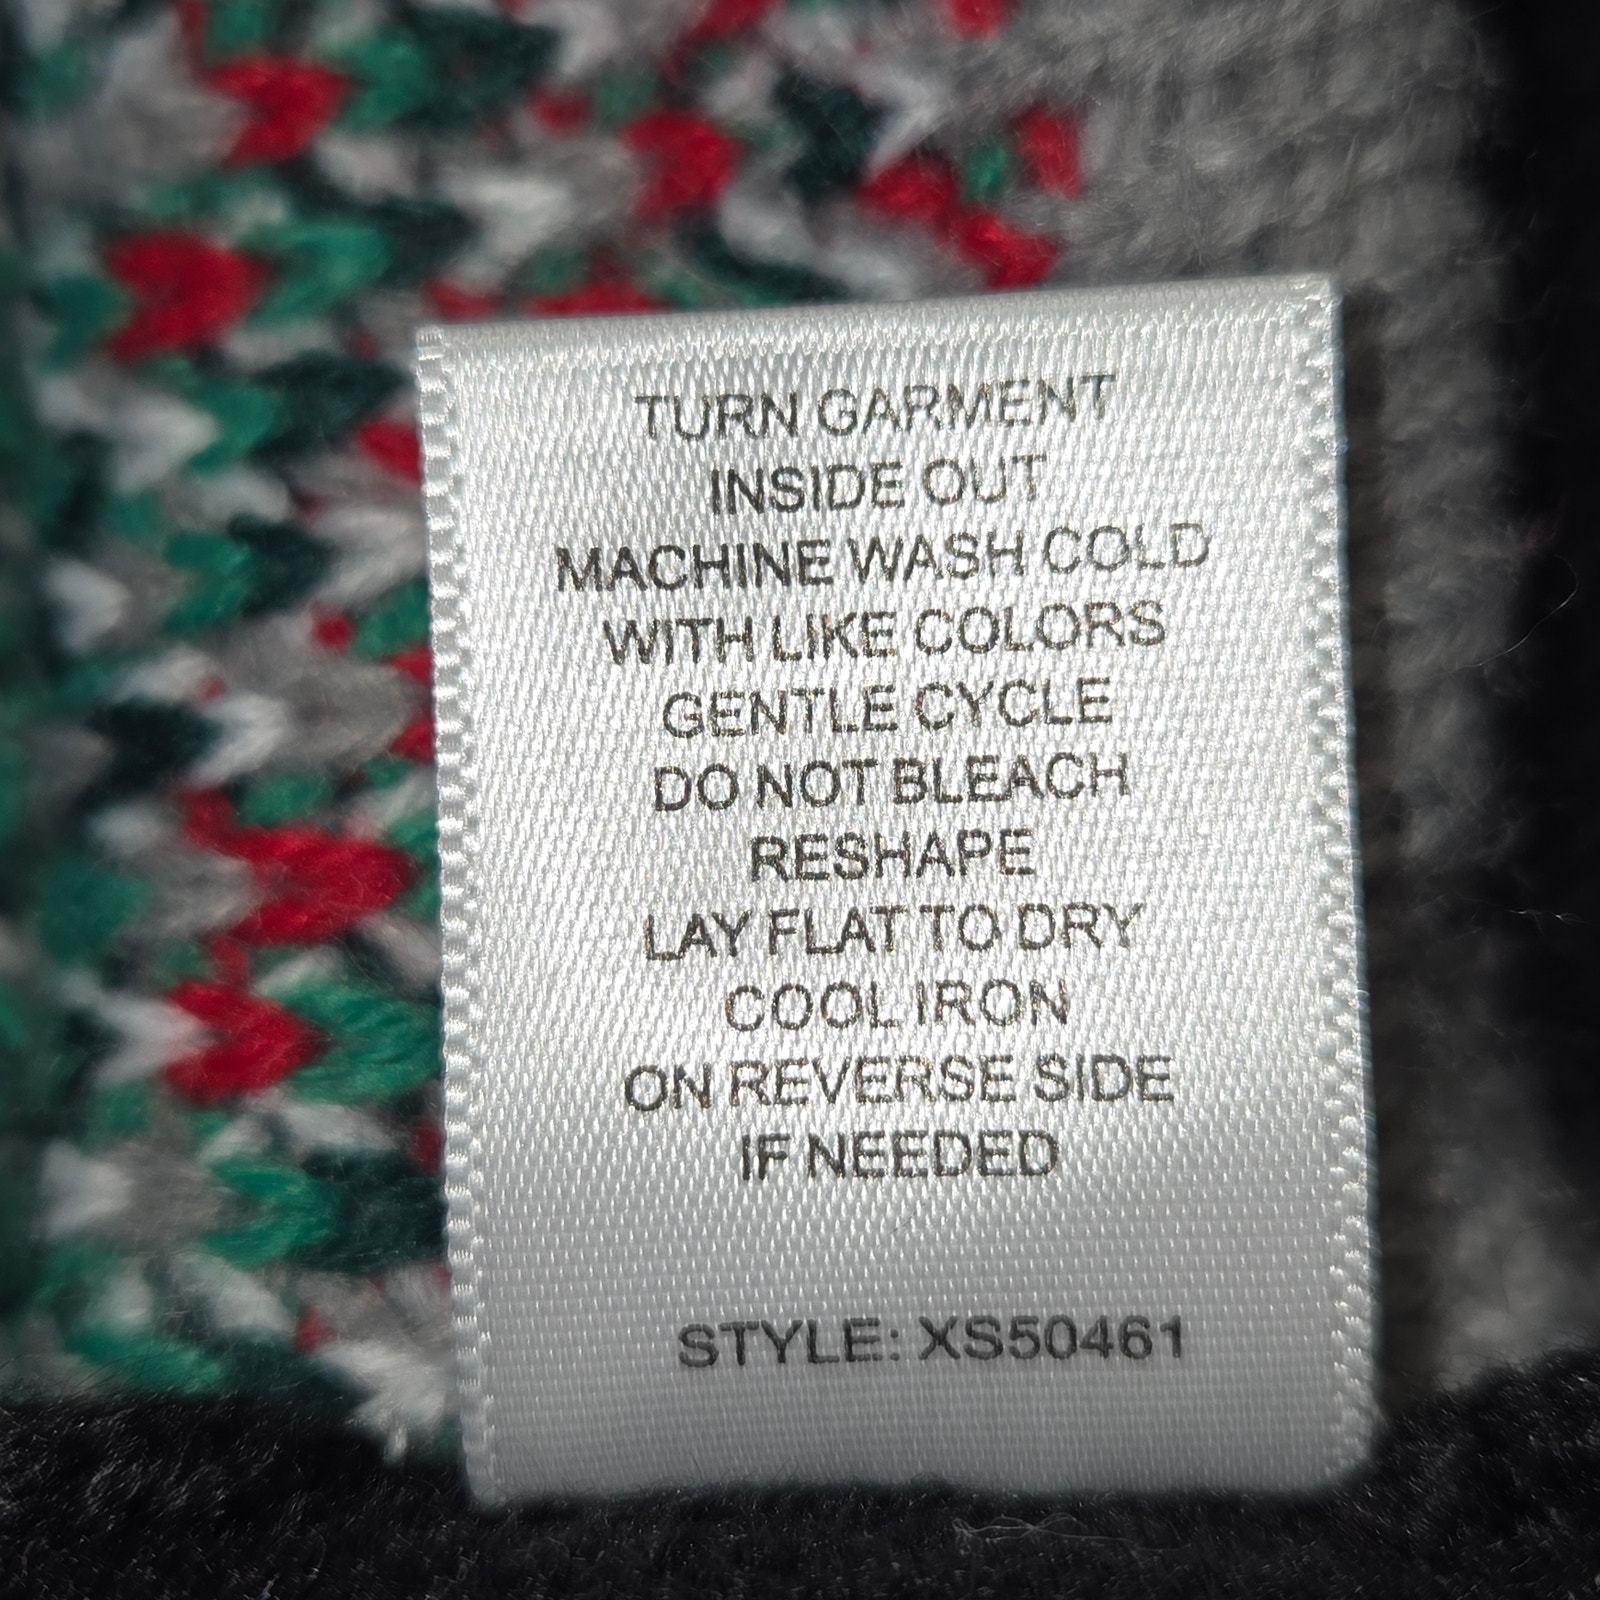 TURN GARMENT
INSIDE OUT
MACHINE WASH COLD
WITH LIKE COLORS
GENTLE CYCLE
DO NOT BLEACH
RESHAPE
LAY FLAT TO DRY
COOL IRON
ON REVERSE SIDE
IF NEEDED
STYLE: XS50461